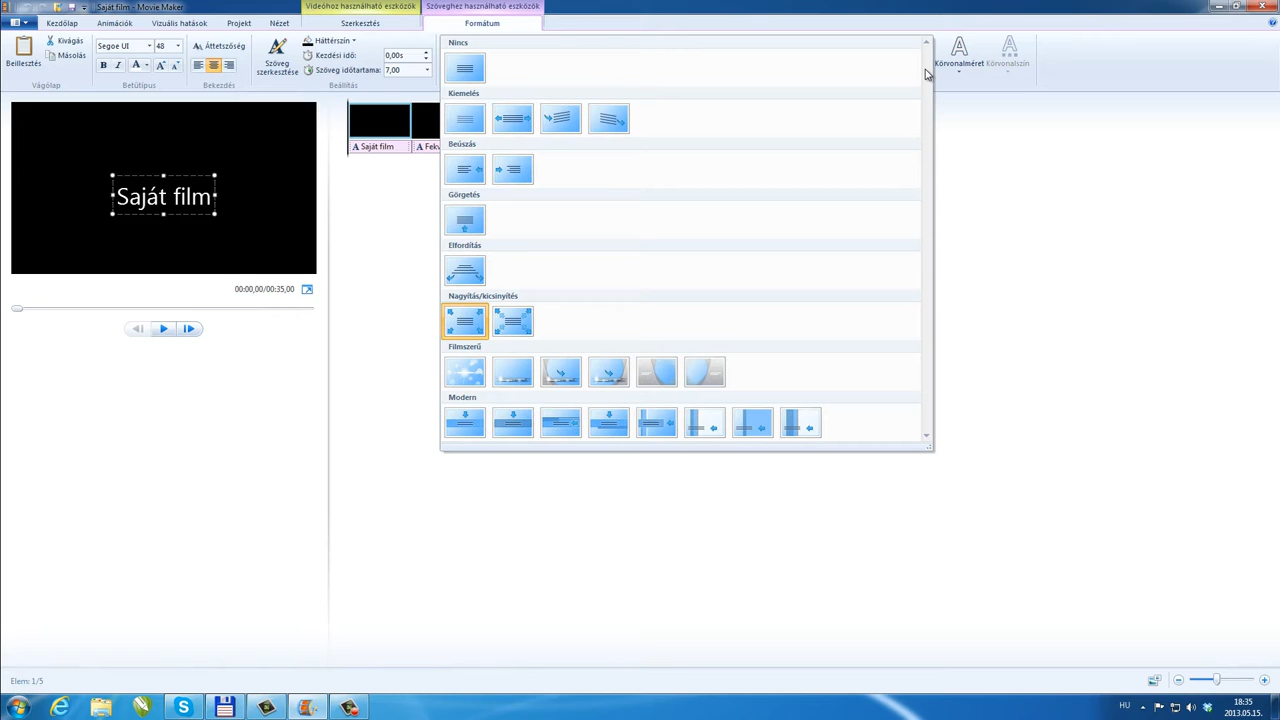 Saját film - Movie Maker
Videóhoz használható eszközök
Szöveghez használható eszközök
Kezdőlap
Animációk
Vizuális hatások
Projekt
Nézet
Szerkesztés
Formátum
Beillesztés
Kivágás
Másolás
Vágólap
Segoe UI
48
B I A A A
Betűtípus
Áttetszőség
Bekezdés
Szöveg szerkesztése
Háttérszín
Kezdési idő: 0,00s
Szöveg időtartama: 7,00
Beállítás
Nincs
Kiemelés
Beúszás
Görgetés
Elfordítás
Nagyítás/kicsinyítés
Filmszerű
Modern
Körvonalméret
Körvonalszín
Saját film
00:00,00/00:35,00
A Saját film
A Fekv
Elem: 1/5
HU
18:35
2013.05.15.